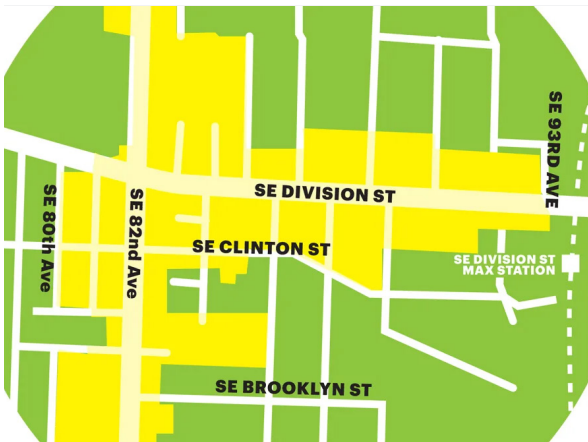 SE 93RD AVE
SE DIVISION ST
SE 80th Ave
SE 82nd Ave
SE CLINTON ST
SE DIVISION ST
MAX STATION
SE BROOKLYN ST